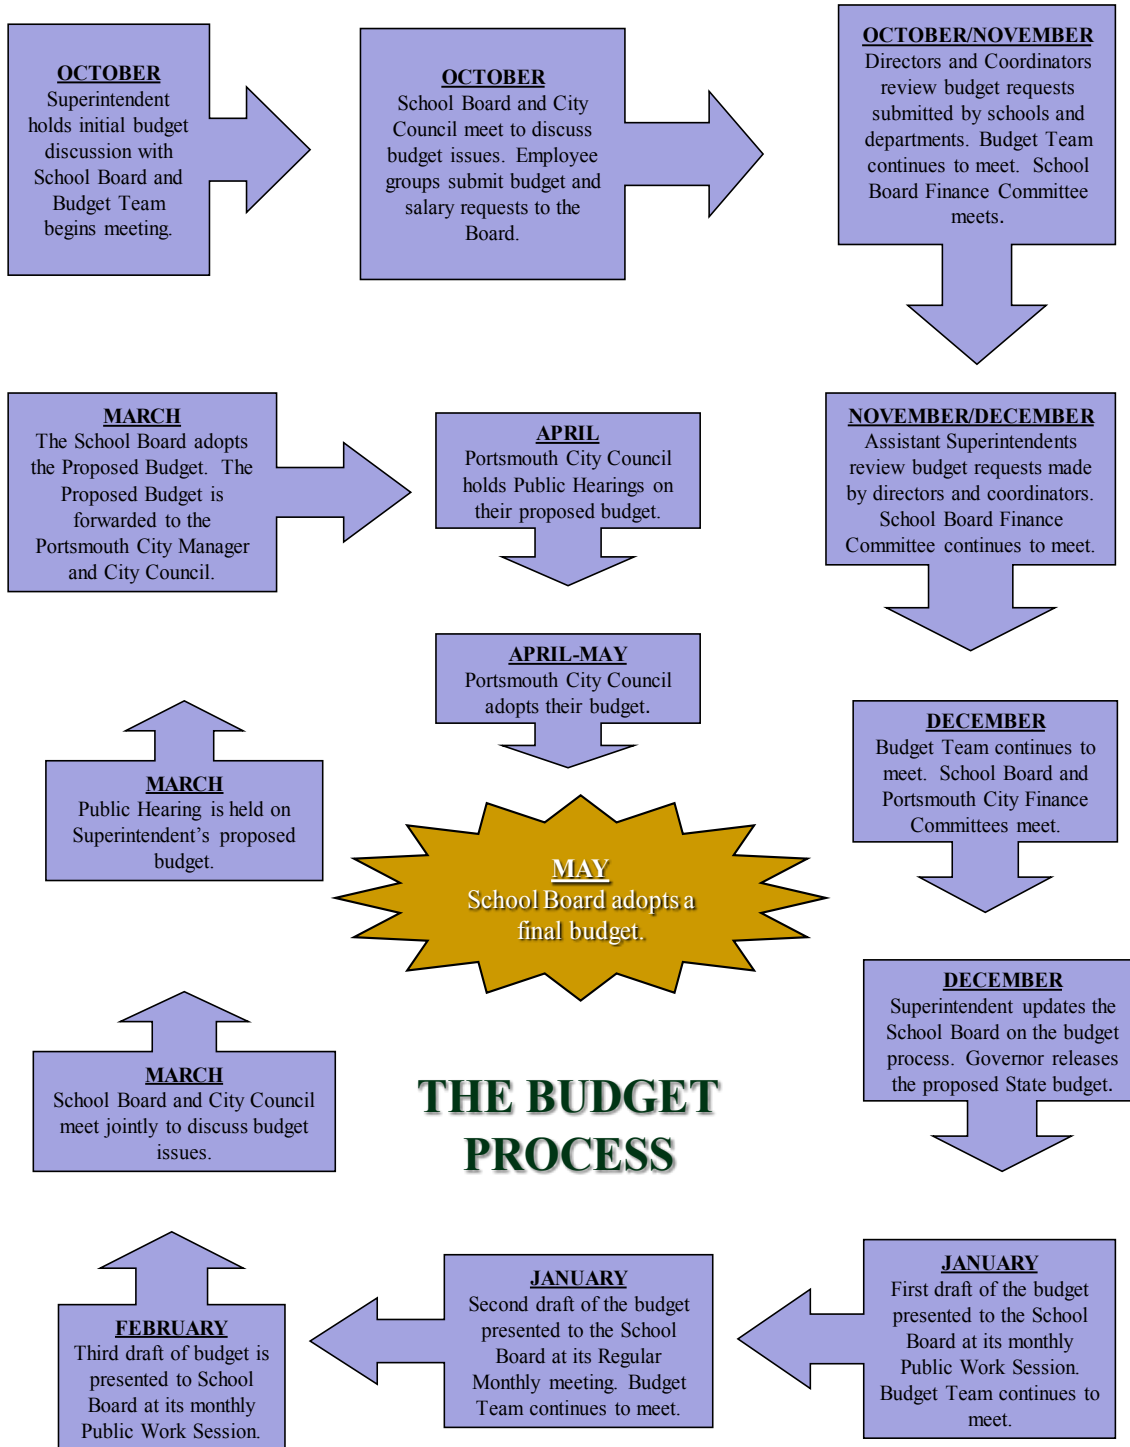 OCTOBER
Superintendent
holds initial budget
discussion with
School Board and
Budget Team
begins meeting.
OCTOBER
School Board and City
Council meet to discuss
budget issues. Employee
groups submit budget and
salary requests to the
Board.
OCTOBER/NOVEMBER
Directors and Coordinators
review budget requests
submitted by schools and
departments. Budget Team
continues to meet. School
Board Finance Committee
meets.
NOVEMBER/DECEMBER
Assistant Superintendents
review budget requests made
by directors and coordinators.
School Board Finance
Committee continues to meet.
DECEMBER
Budget Team continues to
meet. School Board and
Portsmouth City Finance
Committees meet.
DECEMBER
Superintendent updates the
School Board on the budget
process. Governor releases
the proposed State budget.
JANUARY
First draft of the budget
presented to the School
Board at its monthly
Public Work Session.
Budget Team continues to
meet.
JANUARY
Second draft of the budget
presented to the School
Board at its Regular
Monthly meeting. Budget
Team continues to meet.
FEBRUARY
Third draft of budget is
presented to School
Board at its monthly
Public Work Session.
MARCH
School Board and City Council
meet jointly to discuss budget
issues.
MARCH
Public Hearing is held on
Superintendent's proposed
budget.
MARCH
The School Board adopts
the Proposed Budget. The
Proposed Budget is
forwarded to the
Portsmouth City Manager
and City Council.
APRIL
Portsmouth City Council
holds Public Hearings on
their proposed budget.
APRIL-MAY
Portsmouth City Council
adopts their budget.
MAY
School Board adopts a
final budget.
THE BUDGET
PROCESS